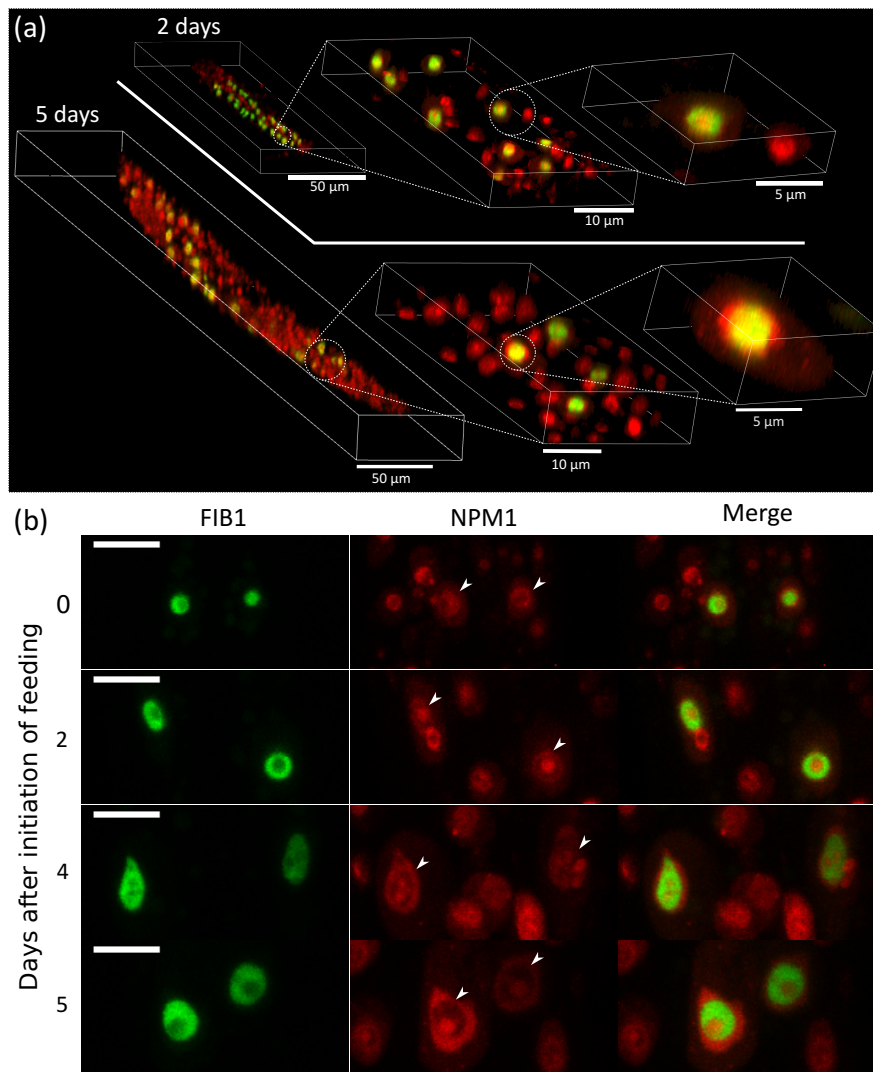 (a)
2 days
5 days
50 µm
10 µm
5 µm
50 µm
10 µm
5 µm
(b)
FIB1
NPM1
Merge
Days after initiation of feeding
0
2
4
5